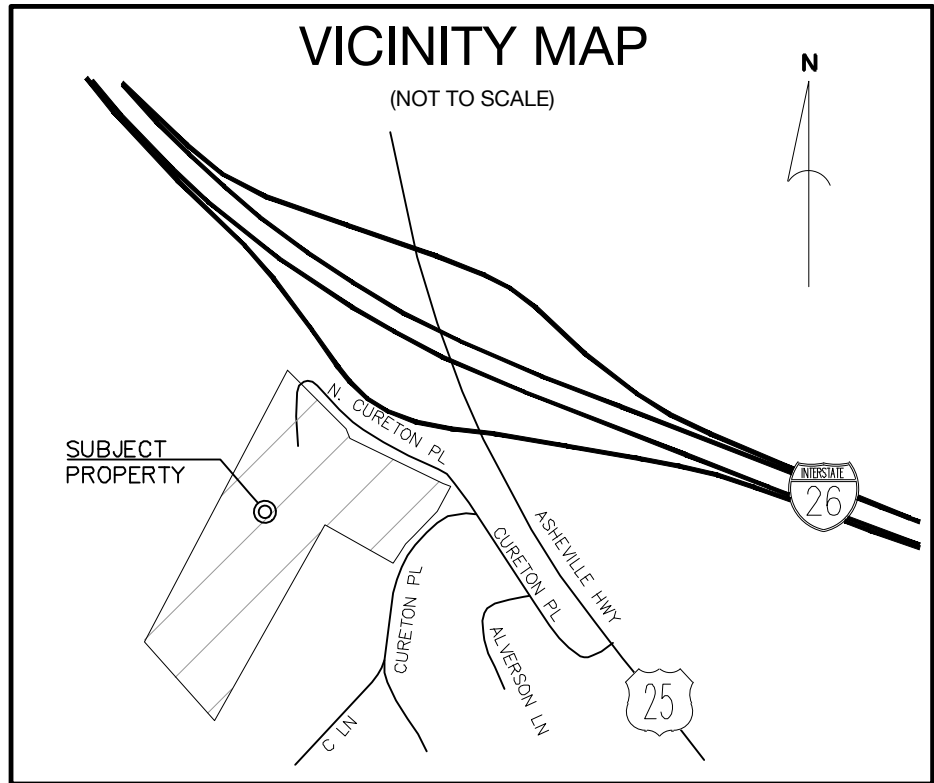 VICINITY MAP
(NOT TO SCALE)
N
N. CURETON PL
SUBJECT
PROPERTY
INTERSTATE
26
ASHEVILLE HWY
CURETON PL
CURETON PL
ALVERSON LN
25
C LN